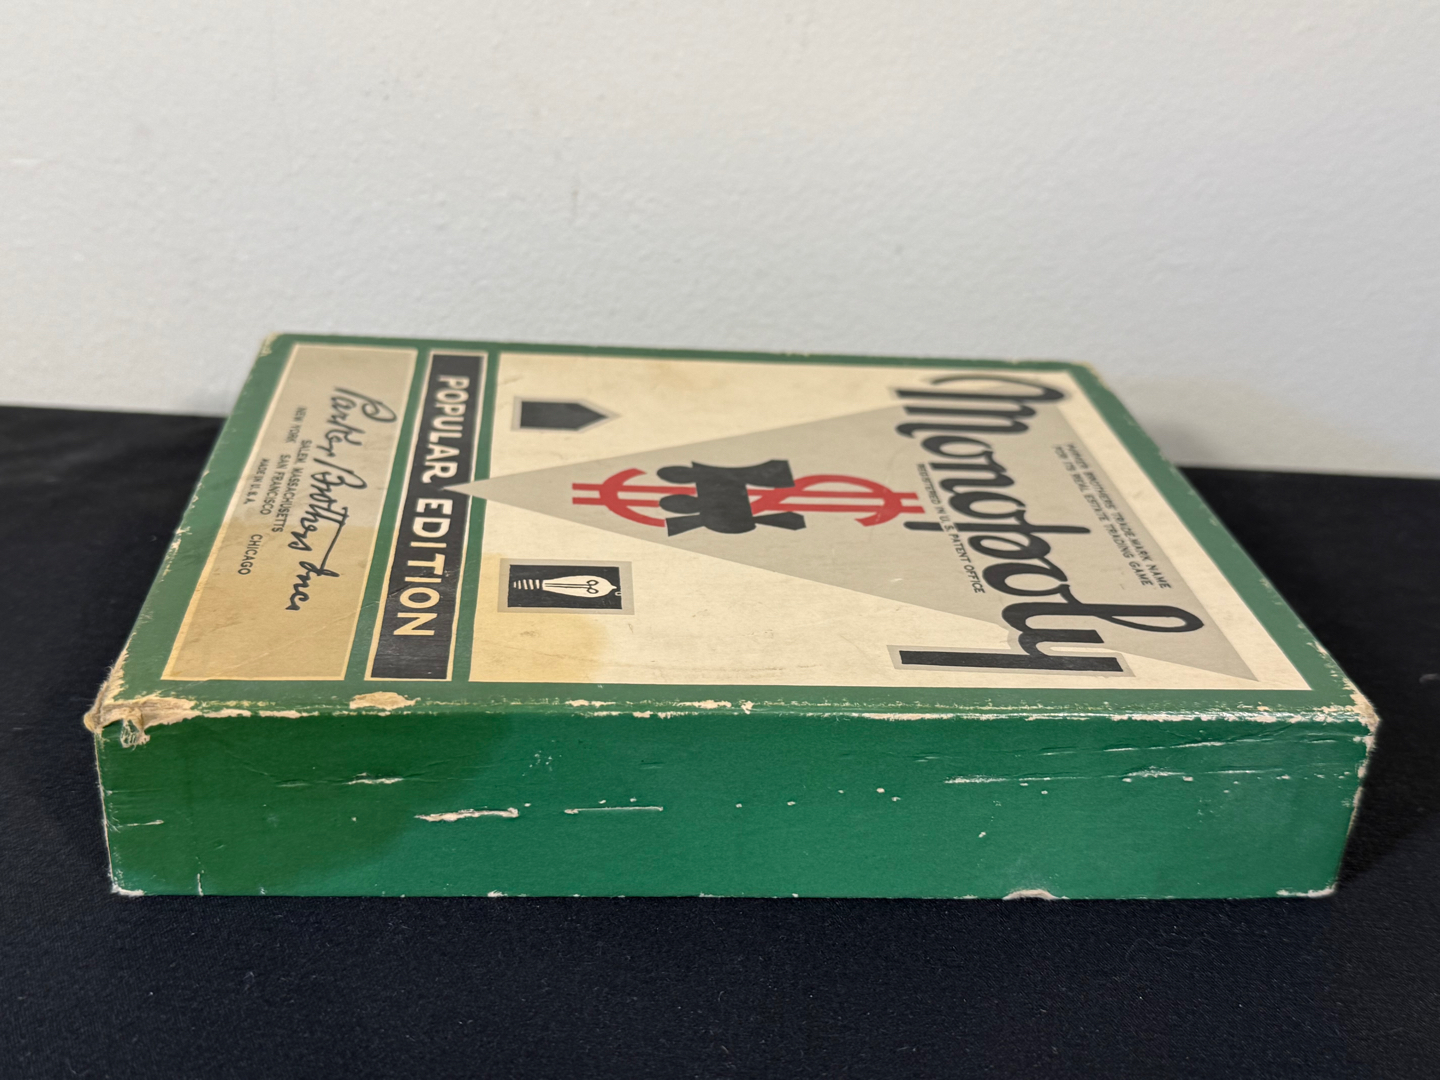 Monopoly
PARKER BROTHERS TRADE-MARK NAME
FOR ITS REAL ESTATE TRADING GAME
REGISTERED IN U. S. PATENT OFFICE
POPULAR EDITION
Parker Brothers Inc
SALEM, MASSACHUSETTS
NEW YORK SAN FRANCISCO CHICAGO
MADE IN U.S.A.